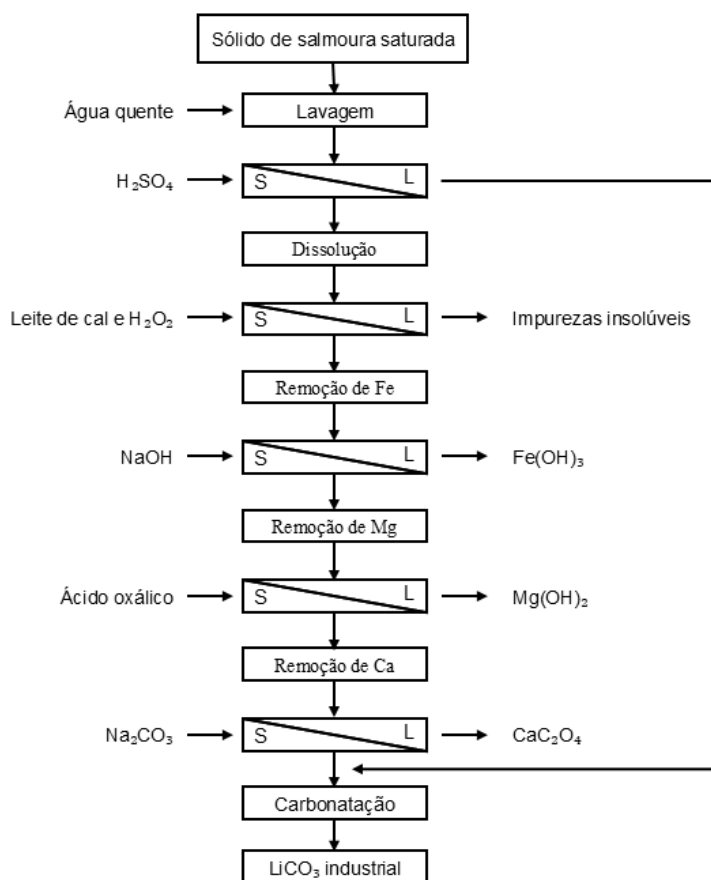 Sólido de salmoura saturada
Água quente
Lavagem
H₂SO₄
S
L
Dissolução
Leite de cal e H₂O₂
S
L
Impurezas insolúveis
Remoção de Fe
NaOH
S
L
Fe(OH)₃
Remoção de Mg
Ácido oxálico
S
L
Mg(OH)₂
Remoção de Ca
Na₂CO₃
S
L
CaC₂O₄
Carbonatação
LiCO₃ industrial